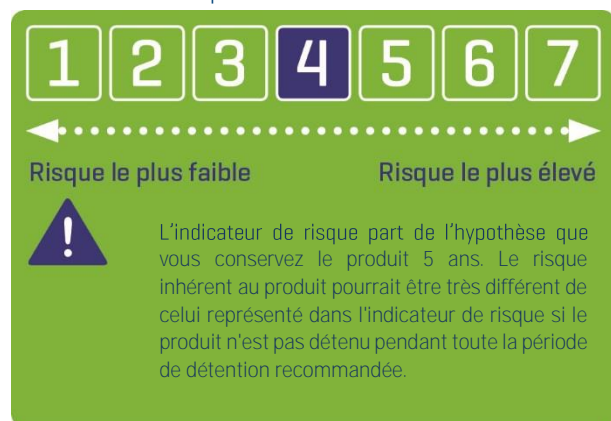 1 2 3 4 5 6 7
Risque le plus faible Risque le plus élevé
L'indicateur de risque part de l'hypothèse que
vous conservez le produit 5 ans. Le risque
inhérent au produit pourrait être très différent de
celui représenté dans l'indicateur de risque si le
produit n'est pas détenu pendant toute la période
de détention recommandée.